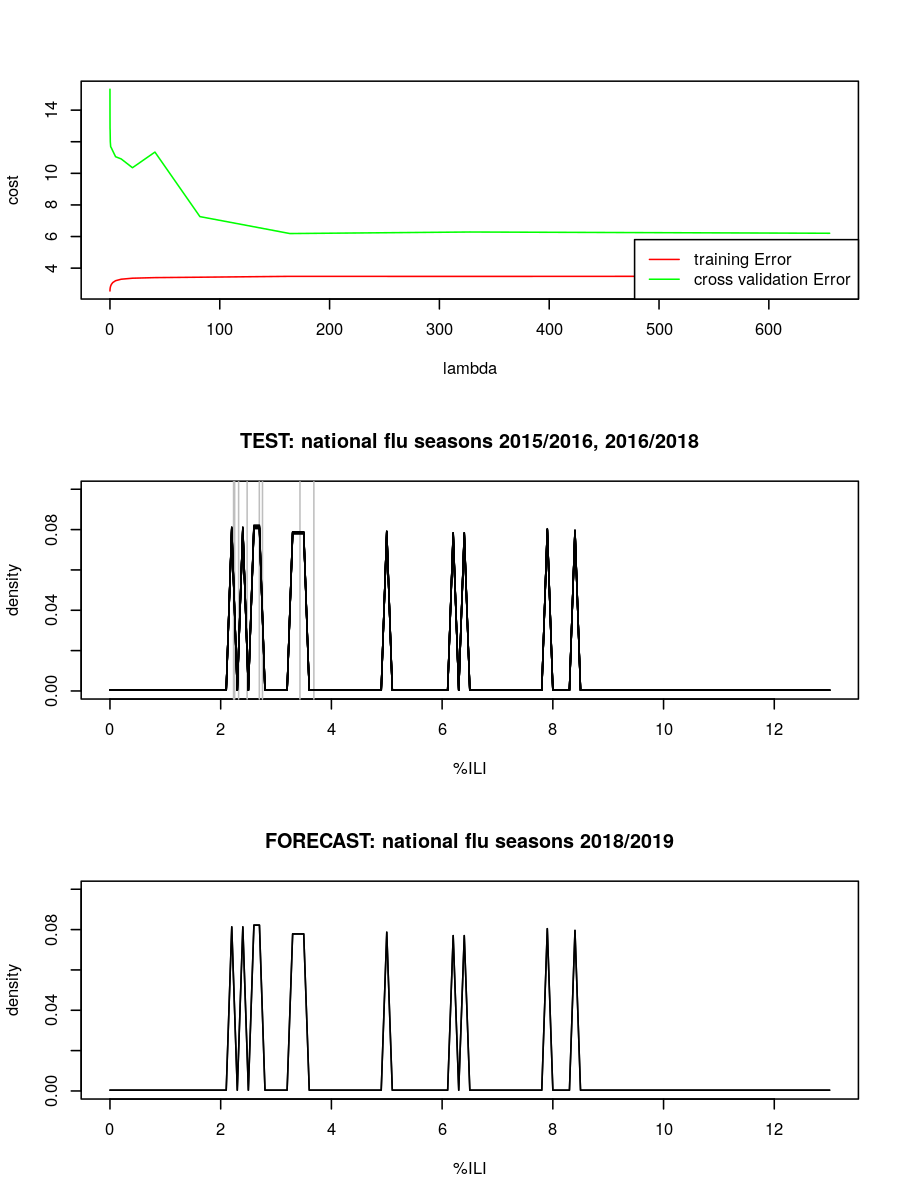 14
10
8
6
4
cost
training Error
cross validation Error
0 100 200 300 400 500 600
lambda
TEST: national flu seasons 2015/2016, 2016/2018
0.08
0.04
0.00
density
0 2 4 6 8 10 12
%ILI
FORECAST: national flu seasons 2018/2019
0.08
0.04
0.00
density
0 2 4 6 8 10 12
%ILI